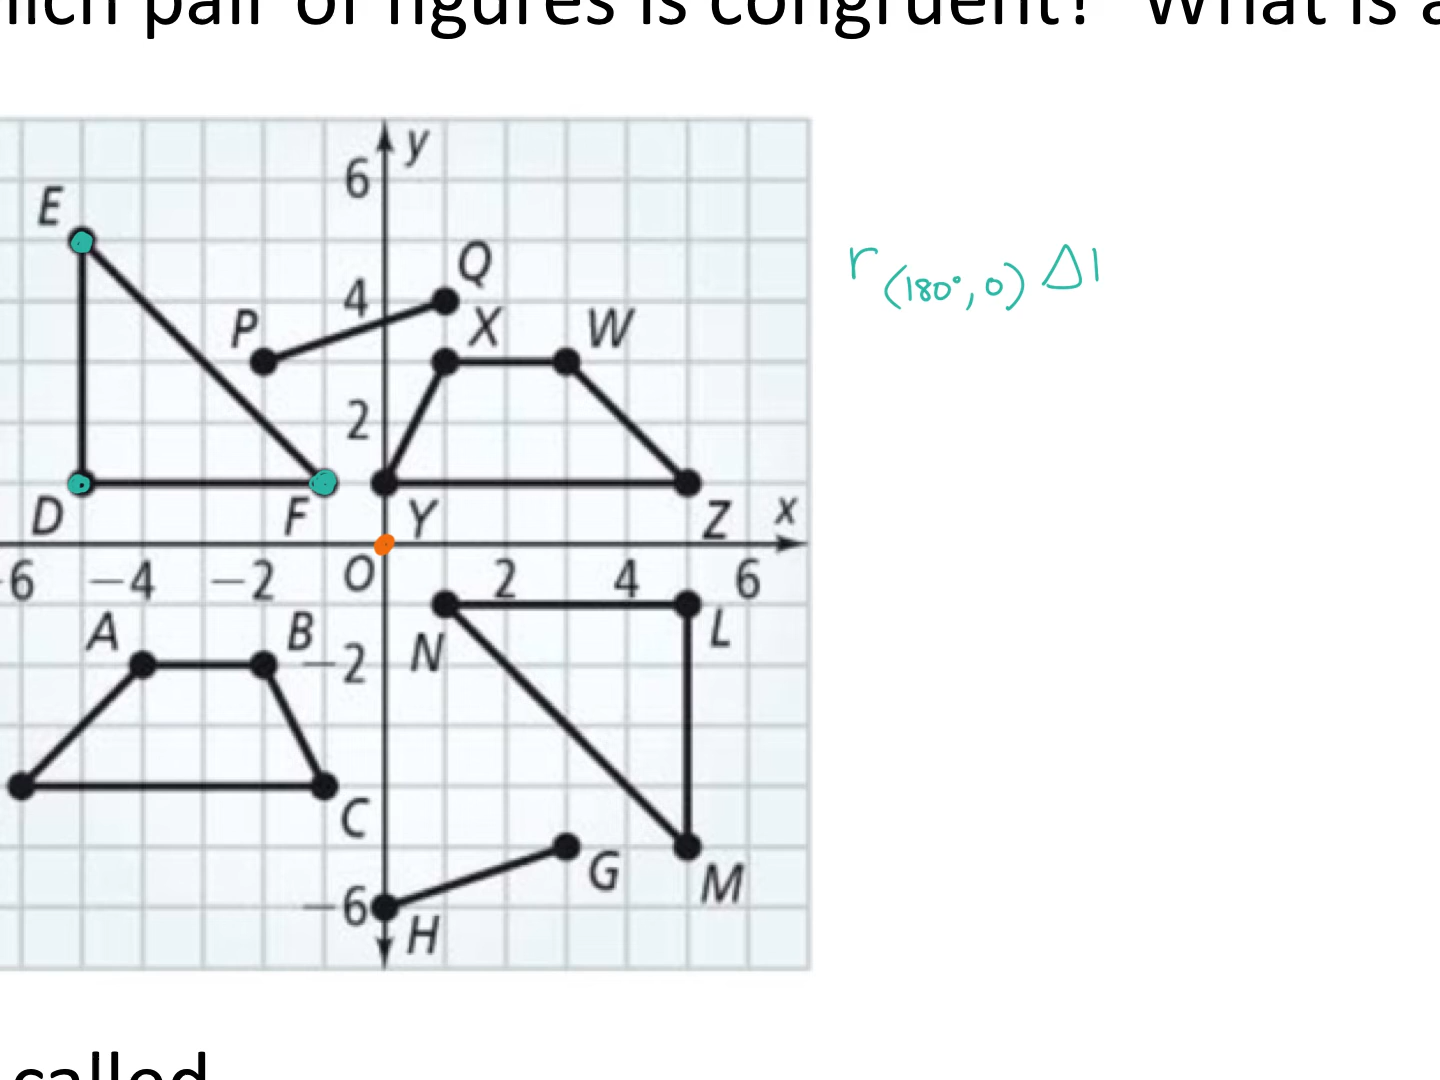 ich pair of figures is congruent? What is a
y
6
E
Q
4
X
W
P
2
D
F
Y
Z
x
6
−4
−2
O
2
4
6
A
B
−2
N
L
C
G
M
−6
H
r (180°, 0) Δ
called